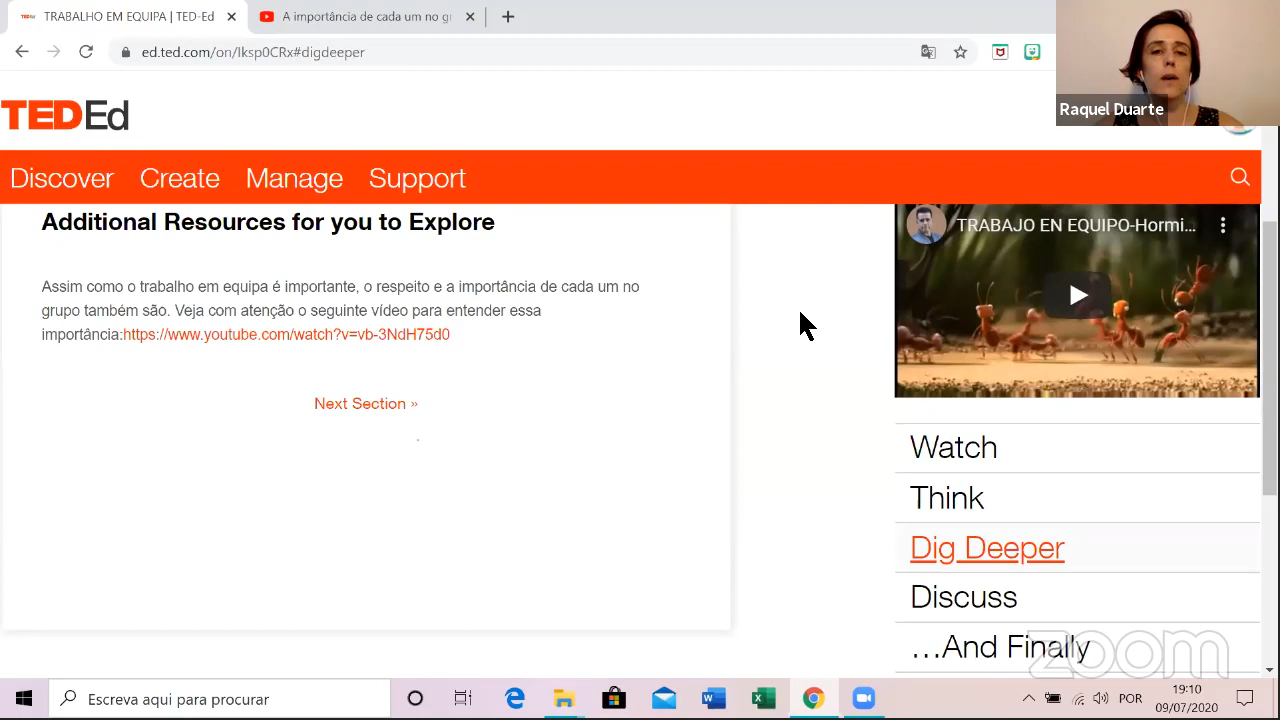 TRABALHO EM EQUIPA | TED-Ed
A importância de cada um no gr
ed.ted.com/on/Iksp0CRx#digdeeper
Raquel Duarte
TEDEd
Discover Create Manage Support
Additional Resources for you to Explore
Assim como o trabalho em equipa é importante, o respeito e a importância de cada um no
grupo também são. Veja com atenção o seguinte vídeo para entender essa
importância:https://www.youtube.com/watch?v=vb-3NdH75d0
Next Section »
TRABAJO EN EQUIPO-Hormi...
Watch
Think
Dig Deeper
Discuss
...And Finally
zoom
Escreva aqui para procurar
POR
19:10
09/07/2020